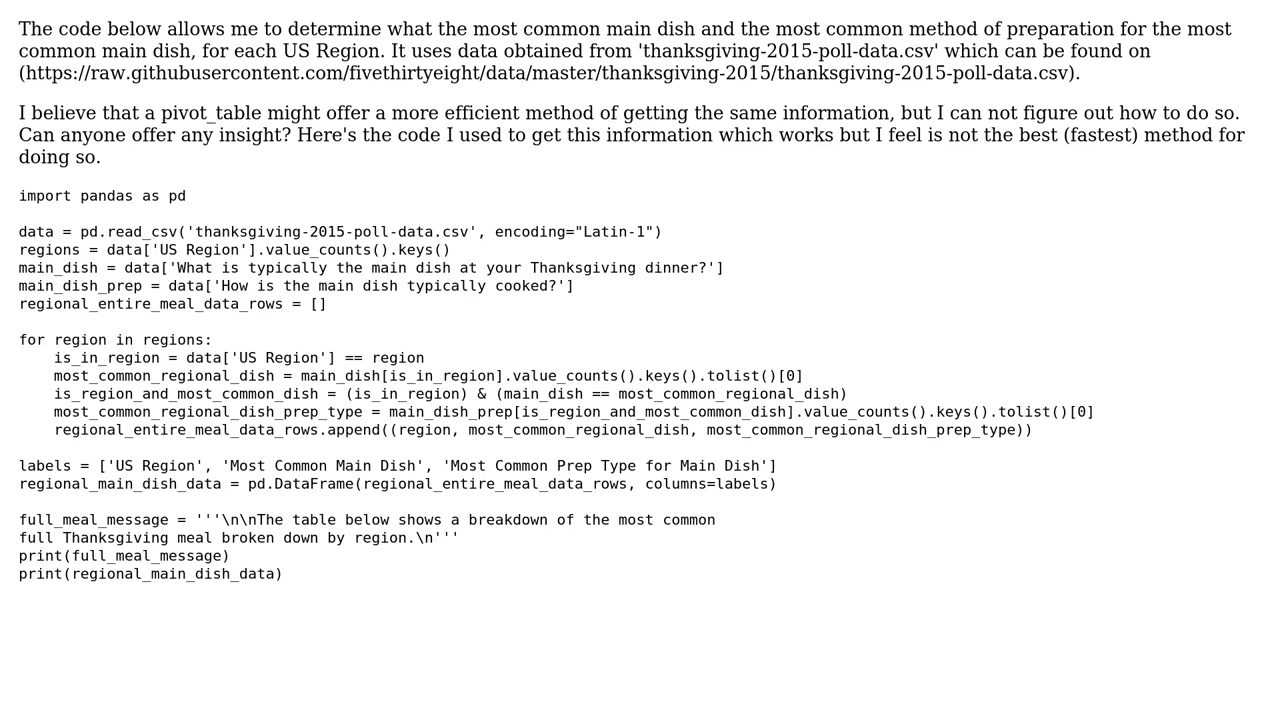 The code below allows me to determine what the most common main dish and the most common method of preparation for the most
common main dish, for each US Region. It uses data obtained from 'thanksgiving-2015-poll-data.csv' which can be found on
(https://raw.githubusercontent.com/fivethirtyeight/data/master/thanksgiving-2015/thanksgiving-2015-poll-data.csv).
I believe that a pivot_table might offer a more efficient method of getting the same information, but I can not figure out how to do so.
Can anyone offer any insight? Here's the code I used to get this information which works but I feel is not the best (fastest) method for
doing so.
import pandas as pd
data = pd.read_csv('thanksgiving-2015-poll-data.csv', encoding="Latin-1")
regions = data['US Region'].value_counts().keys()
main_dish = data['What is typically the main dish at your Thanksgiving dinner?']
main_dish_prep = data['How is the main dish typically cooked?']
regional_entire_meal_data_rows = []
for region in regions:
    is_in_region = data['US Region'] == region
    most_common_regional_dish = main_dish[is_in_region].value_counts().keys().tolist()[0]
    is_region_and_most_common_dish = (is_in_region) & (main_dish == most_common_regional_dish)
    most_common_regional_dish_prep_type = main_dish_prep[is_region_and_most_common_dish].value_counts().keys().tolist()[0]
    regional_entire_meal_data_rows.append((region, most_common_regional_dish, most_common_regional_dish_prep_type))
labels = ['US Region', 'Most Common Main Dish', 'Most Common Prep Type for Main Dish']
regional_main_dish_data = pd.DataFrame(regional_entire_meal_data_rows, columns=labels)
full_meal_message = '''\n\nThe table below shows a breakdown of the most common
full Thanksgiving meal broken down by region.\n'''
print(full_meal_message)
print(regional_main_dish_data)